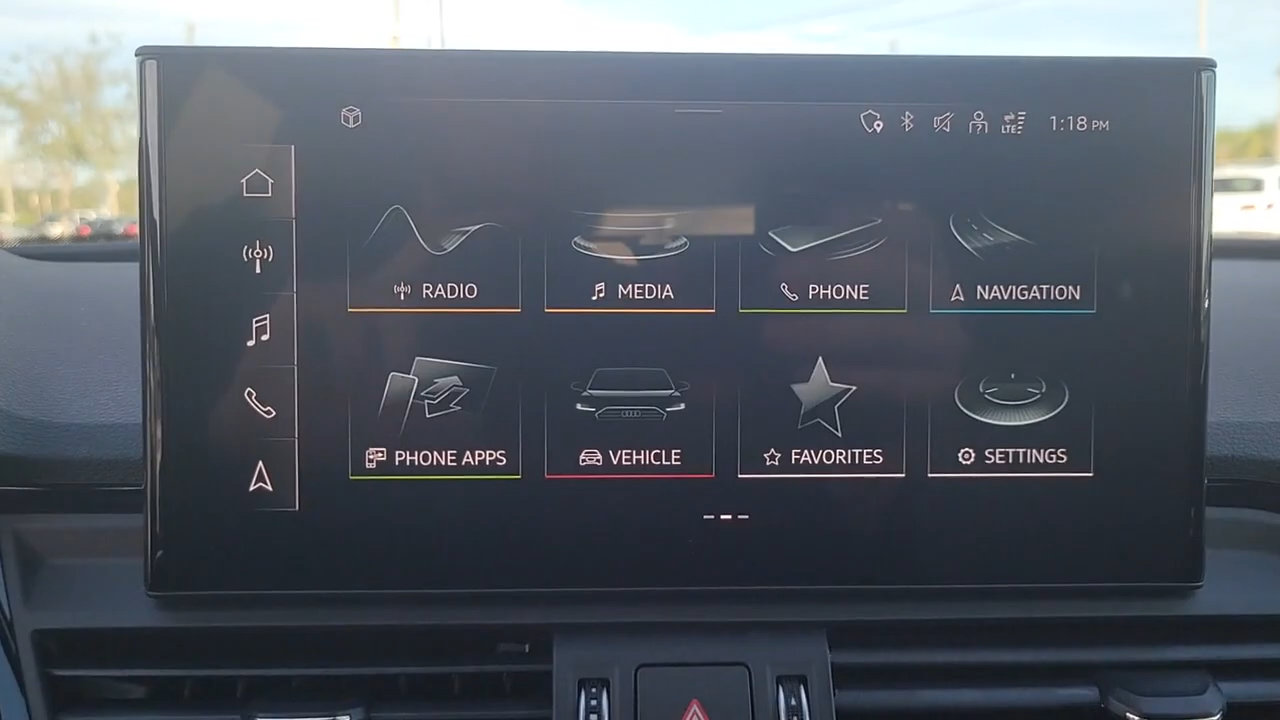 LTE 1:18 PM
RADIO MEDIA PHONE NAVIGATION
PHONE APPS VEHICLE FAVORITES SETTINGS